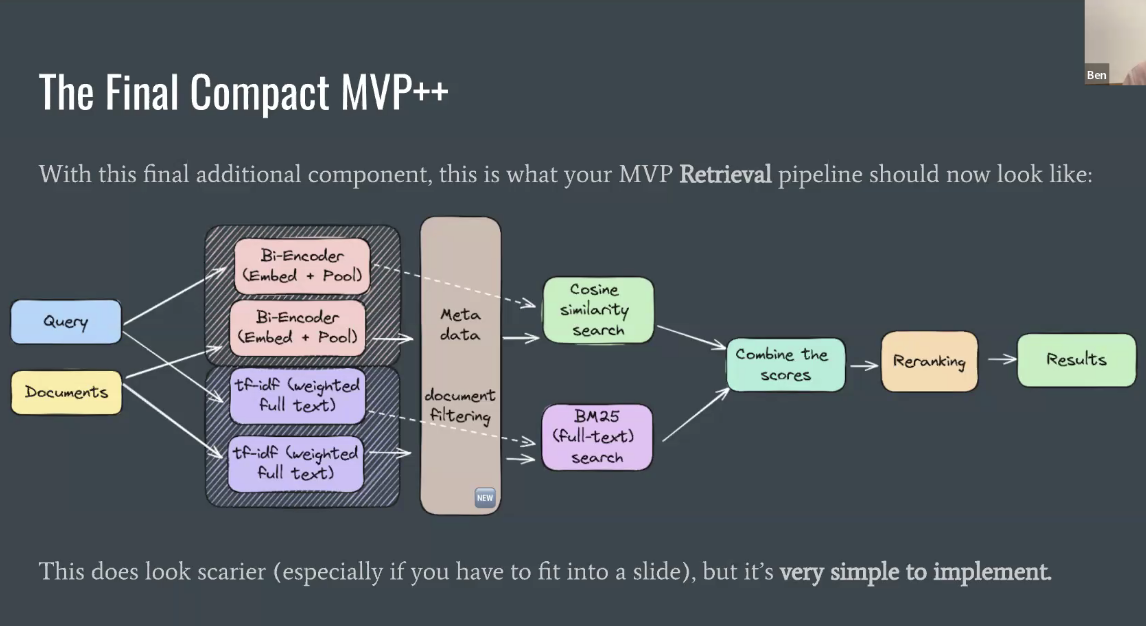 Ben
The Final Compact MVP++
With this final additional component, this is what your MVP Retrieval pipeline should now look like:
Query
Documents
Bi-Encoder
(Embed + Pool)
Bi-Encoder
(Embed + Pool)
tf-idf (weighted
full text)
tf-idf (weighted
full text)
Meta
data
document
filtering
NEW
Cosine
similarity
search
BM25
(full-text)
search
Combine the
scores
Reranking
Results
This does look scarier (especially if you have to fit into a slide), but it's very simple to implement.